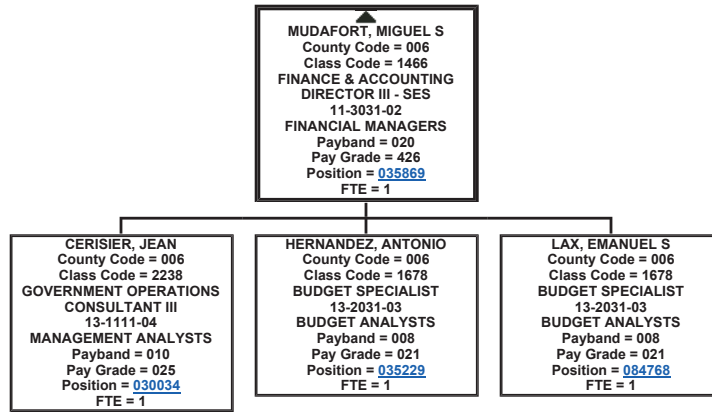 MUDAFORT, MIGUEL S
County Code = 006
Class Code = 1466
FINANCE & ACCOUNTING
DIRECTOR III - SES
11-3031-02
FINANCIAL MANAGERS
Payband = 020
Pay Grade = 426
Position = 035869
FTE = 1
CERISIER, JEAN
County Code = 006
Class Code = 2238
GOVERNMENT OPERATIONS
CONSULTANT III
13-1111-04
MANAGEMENT ANALYSTS
Payband = 010
Pay Grade = 025
Position = 030034
FTE = 1
HERNANDEZ, ANTONIO
County Code = 006
Class Code = 1678
BUDGET SPECIALIST
13-2031-03
BUDGET ANALYSTS
Payband = 008
Pay Grade = 021
Position = 035229
FTE = 1
LAX, EMANUEL S
County Code = 006
Class Code = 1678
BUDGET SPECIALIST
13-2031-03
BUDGET ANALYSTS
Payband = 008
Pay Grade = 021
Position = 084768
FTE = 1